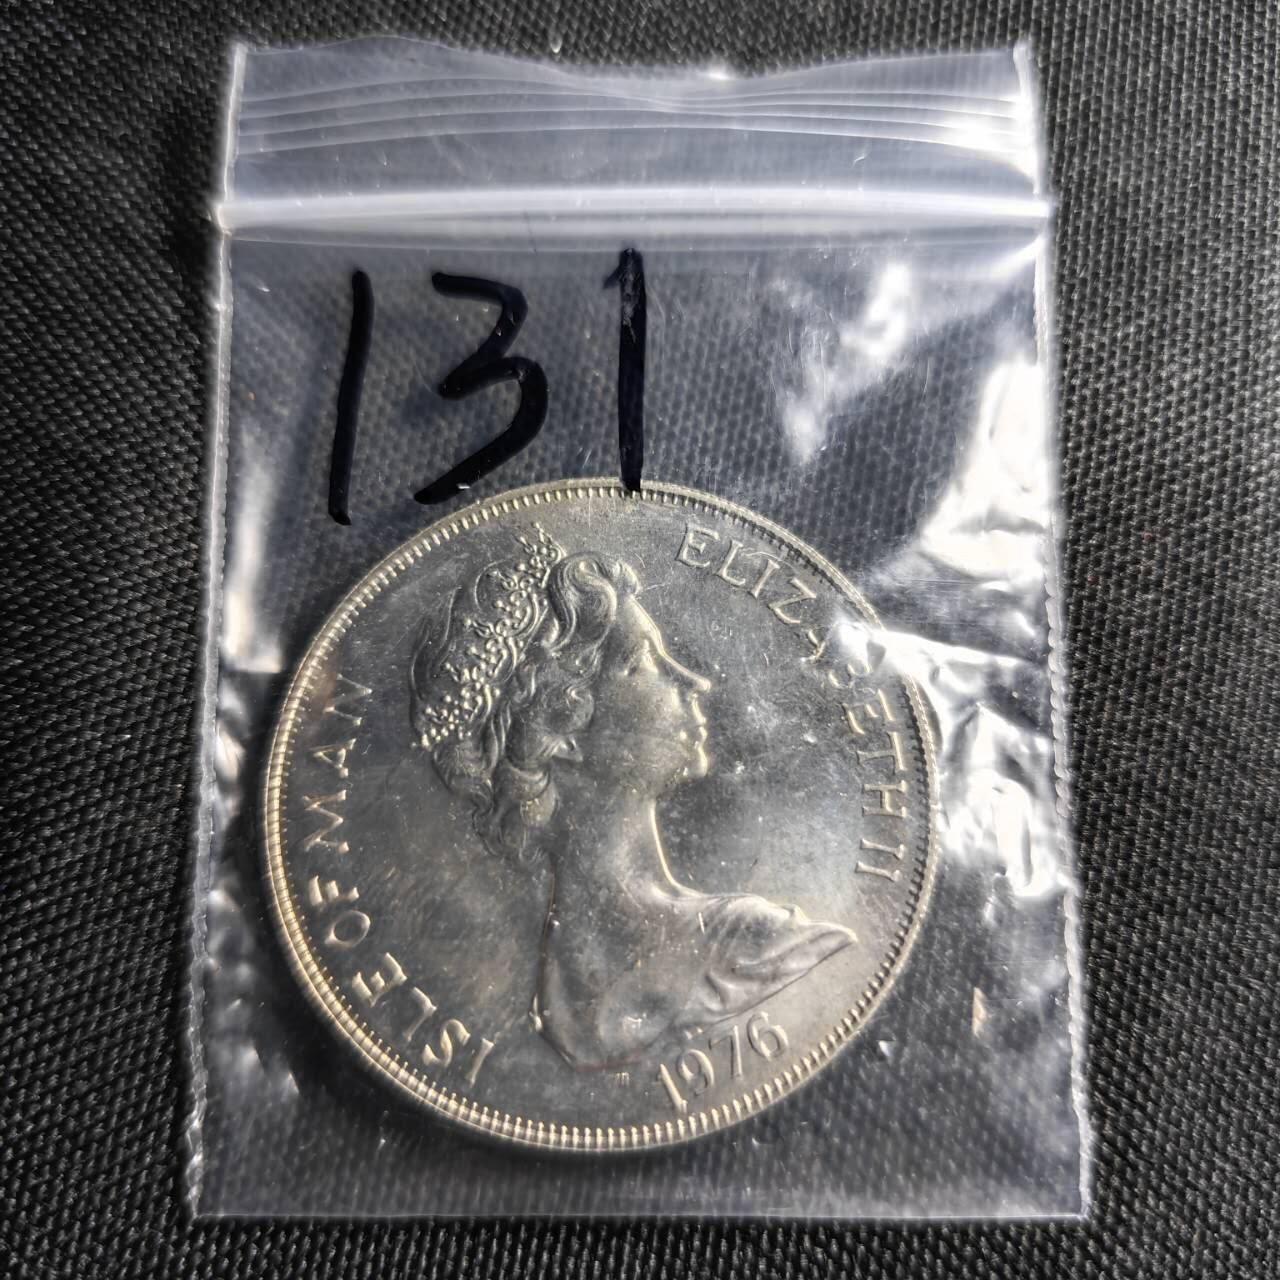 131
ISLE OF MAN
ELIZABETH II
1976